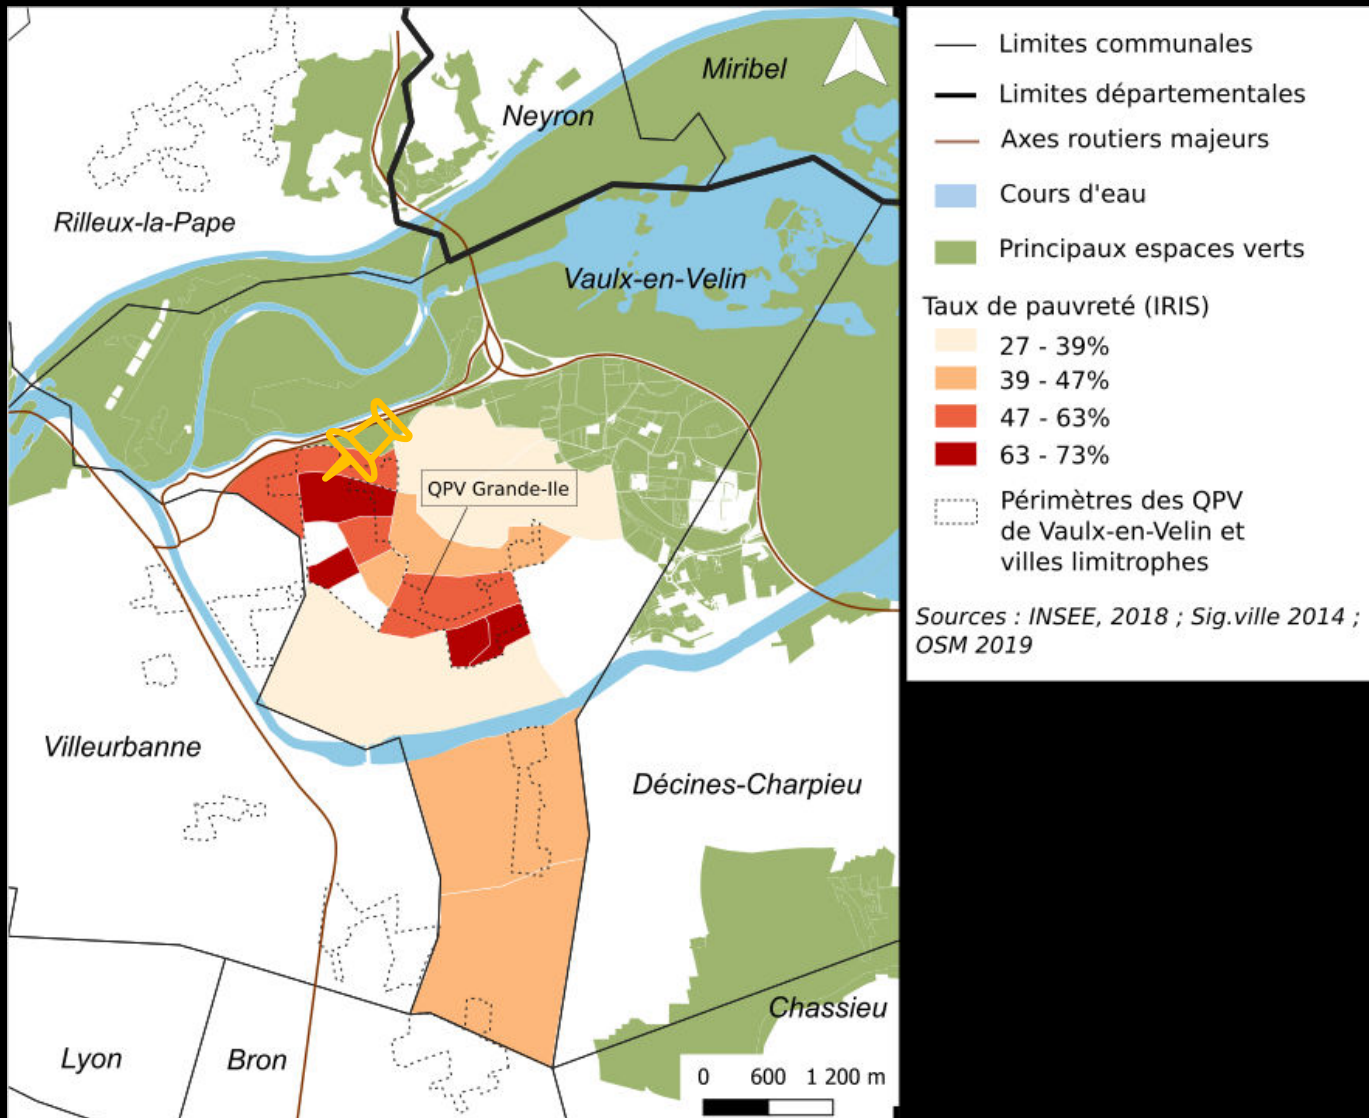 Miribel
Neyron
Rilleux-la-Pape
Vaulx-en-Velin
QPV Grande-Ile
Villeurbanne
Décines-Charpieu
Chassieu
Lyon
Bron
0 600 1 200 m
Limites communales
Limites départementales
Axes routiers majeurs
Cours d'eau
Principaux espaces verts
Taux de pauvreté (IRIS)
27 - 39%
39 - 47%
47 - 63%
63 - 73%
Périmètres des QPV
de Vaulx-en-Velin et
villes limitrophes
Sources : INSEE, 2018 ; Sig.ville 2014 ;
OSM 2019